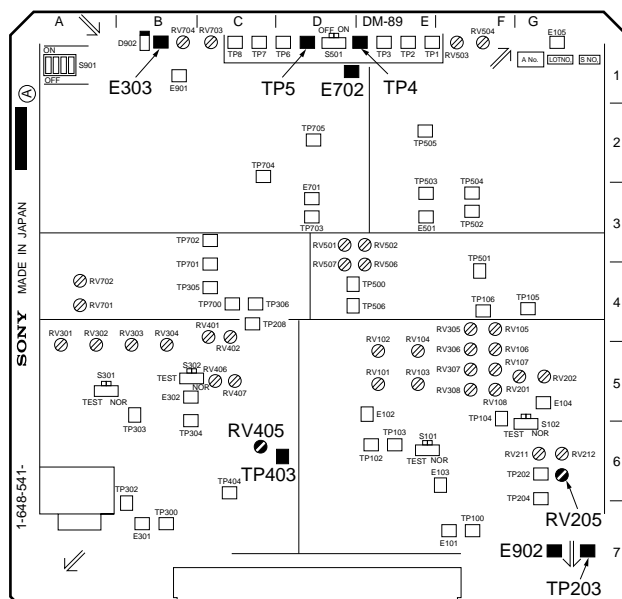 A B C D DM-89 E F G
D902 RV704 RV703 OFF ON RV504 E105
TP8 TP7 TP6 S501 TP3 TP2 TP1 RV503
ON
S901
OFF
A No. LOTNO. S NO.
E303 TP5 E702 TP4
E901
1
A
TP705 TP505
2
TP704
E701 TP503 TP504
TP703 E501 TP502
3
TP702 RV501 RV502
TP701 RV507 RV506 TP501
RV702 TP305 TP500
4
RV701 TP700 TP306 TP506 TP106 TP105
TP208
RV301 RV302 RV303 RV304 RV401 RV402
RV102 RV104 RV305 RV105
RV306 RV106
S301 S302 TEST NOR RV406 RV407
RV101 RV103 RV307 RV107
RV308 RV201 RV202
5
TEST NOR E302
TP303 TP304
E102 RV108 E104
TP104 S102
TEST NOR
RV405 TP403
TP102 TP103 S101
TEST NOR
RV211 RV212
6
TP404 E103 TP202
TP302 TP204
RV205
E301 TP300 E101 TP100
E902 TP203
7
SONY MADE IN JAPAN
1-648-541-